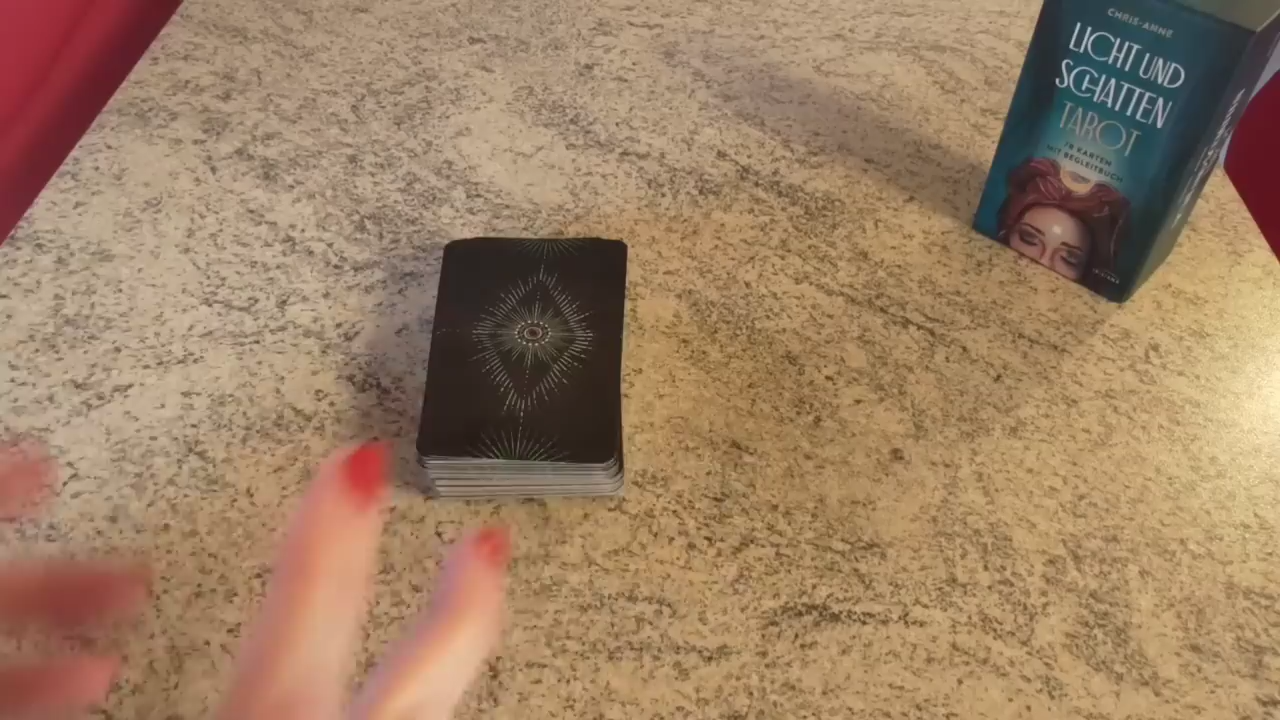 CHRIS-ANNE
LICHT UND
SCHATTEN
TAROT
78 KARTEN
MIT BEGLEITBUCH